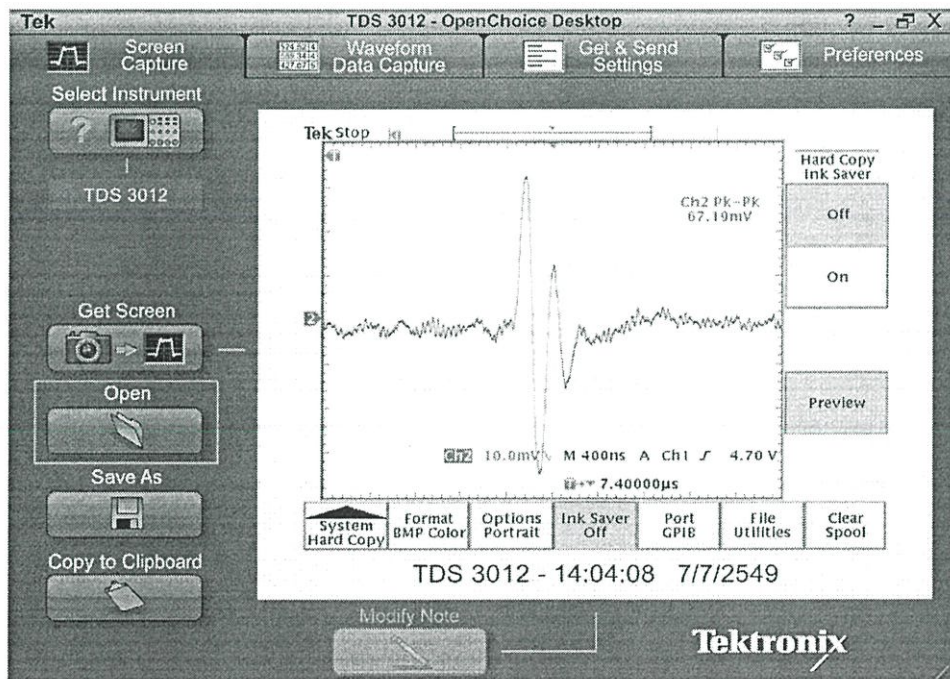 Tek TDS 3012 - OpenChoice Desktop ? _ X
Screen Capture
Waveform Data Capture
Get & Send Settings
Preferences
Select Instrument
?
TDS 3012
Get Screen
Open
Save As
Copy to Clipboard
Tek Stop
Ch2 Pk-Pk
67.19mV
2
Ch2 10.0mV M 400ns A Ch1 4.70 V
7.40000µs
Hard Copy
Ink Saver
Off
On
Preview
System Hard Copy
Format BMP Color
Options Portrait
Ink Saver Off
Port GPIB
File Utilities
Clear Spool
TDS 3012 - 14:04:08 7/7/2549
Modify Note
Tektronix